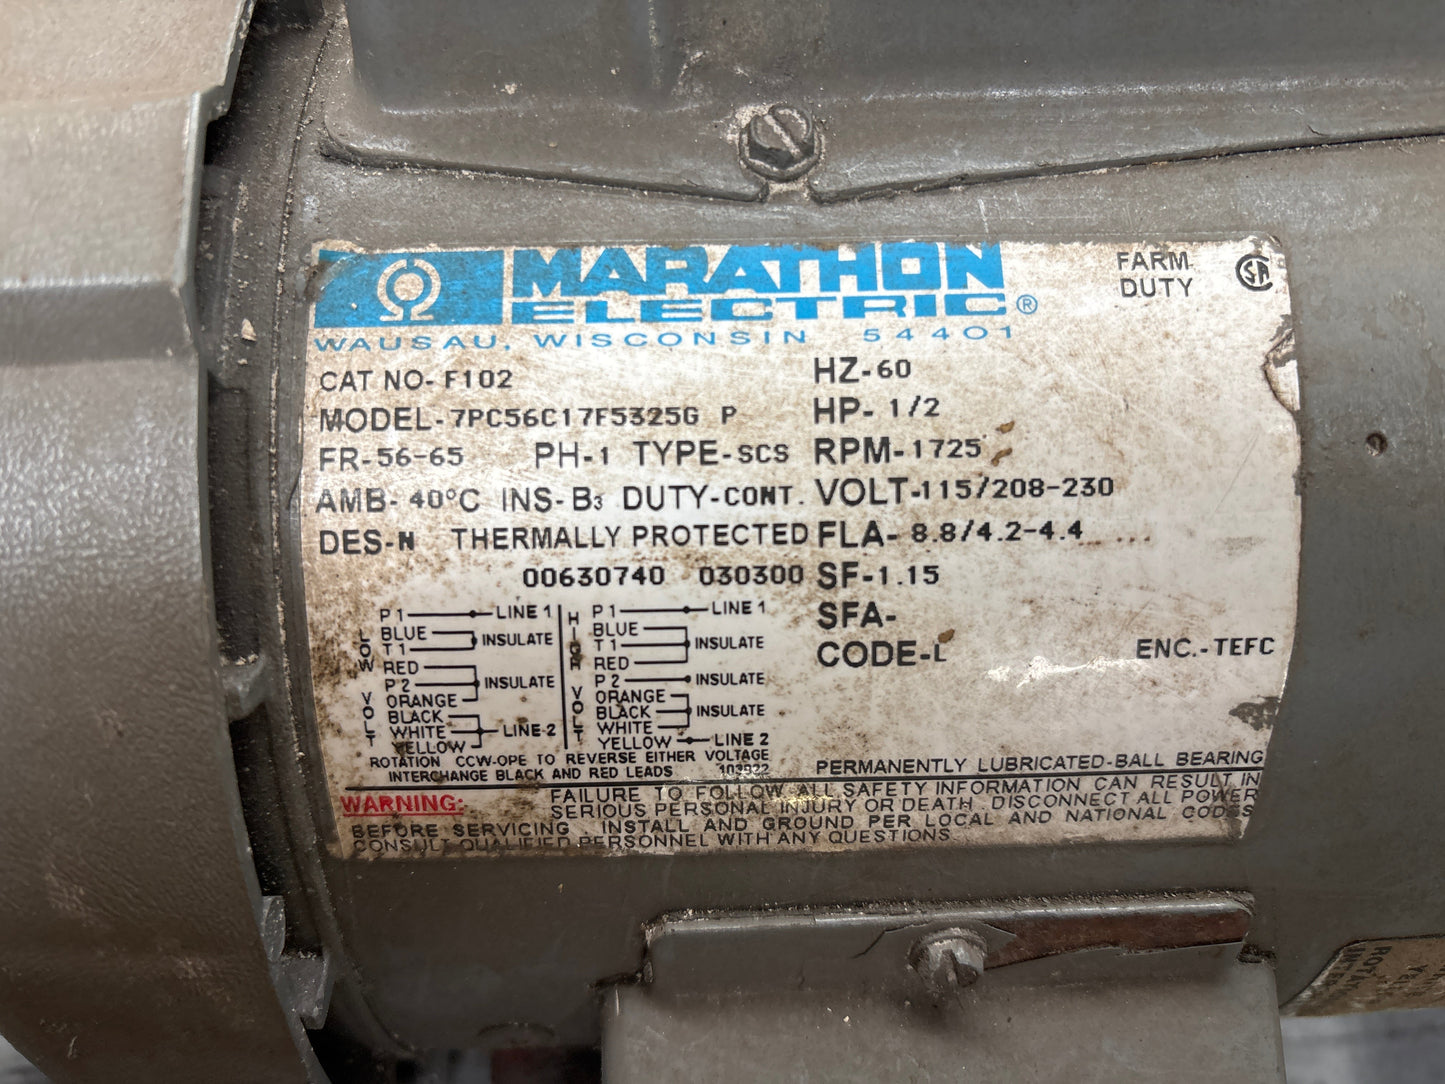 MARATHON
ELECTRIC®
WAUSAU, WISCONSIN 54401
FARM
DUTY
SA
CAT NO- F102
MODEL- 7PC56C17F5325G P
FR-56-65 PH-1 TYPE-SCS
AMB- 40°C INS-B3 DUTY-CONT.
DES-N THERMALLY PROTECTED
00630740 030300
HZ-60
HP- 1/2
RPM-1725
VOLT-115/208-230
FLA- 8.8/4.2-4.4
SF-1.15
SFA-
CODE-L
ENC.-TEFC
LOW VOLT
P1 LINE 1
BLUE
T1
INSULATE
RED
P2
ORANGE
INSULATE
BLACK
WHITE
YELLOW
LINE-2
HIGH VOLT
P1 LINE 1
BLUE
T1
RED
INSULATE
P2 INSULATE
ORANGE
BLACK
WHITE
INSULATE
YELLOW LINE 2
ROTATION CCW-OPE TO REVERSE EITHER VOLTAGE
INTERCHANGE BLACK AND RED LEADS 103922
PERMANENTLY LUBRICATED-BALL BEARING
WARNING: FAILURE TO FOLLOW ALL SAFETY INFORMATION CAN RESULT IN
SERIOUS PERSONAL INJURY OR DEATH. DISCONNECT ALL POWER
BEFORE SERVICING. INSTALL AND GROUND PER LOCAL AND NATIONAL CODES
CONSULT QUALIFIED PERSONNEL WITH ANY QUESTIONS.